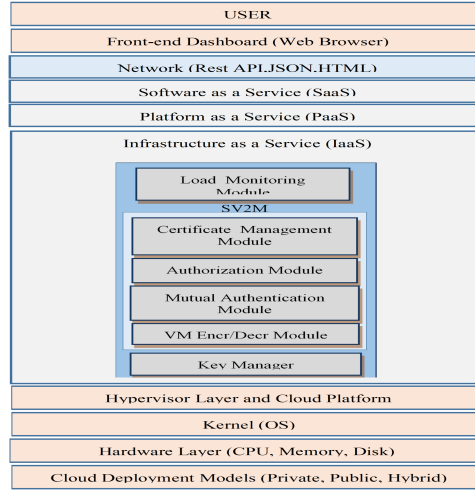 USER
Front-end Dashboard (Web Browser)
Network (Rest API.JSON.HTML)
Software as a Service (SaaS)
Platform as a Service (PaaS)
Infrastructure as a Service (IaaS)
Load Monitoring
Module
SV2M
Certificate Management
Module
Authorization Module
Mutual Authentication
Module
VM Encr/Decr Module
Key Manager
Hypervisor Layer and Cloud Platform
Kernel (OS)
Hardware Layer (CPU, Memory, Disk)
Cloud Deployment Models (Private, Public, Hybrid)